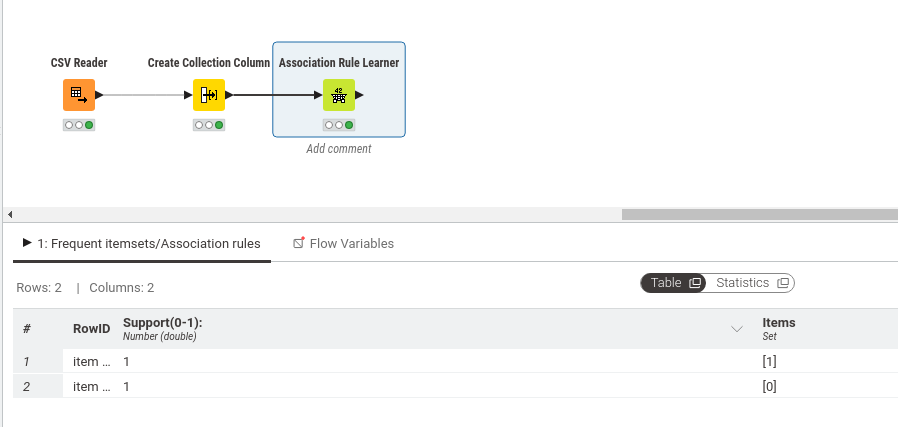 CSV Reader
Create Collection Column
Association Rule Learner
Add comment
1: Frequent itemsets/Association rules
Flow Variables
Rows: 2 | Columns: 2
Table
Statistics
# RowID Support(0-1): Items
Number (double) Set
1 item ... 1 [1]
2 item ... 1 [0]